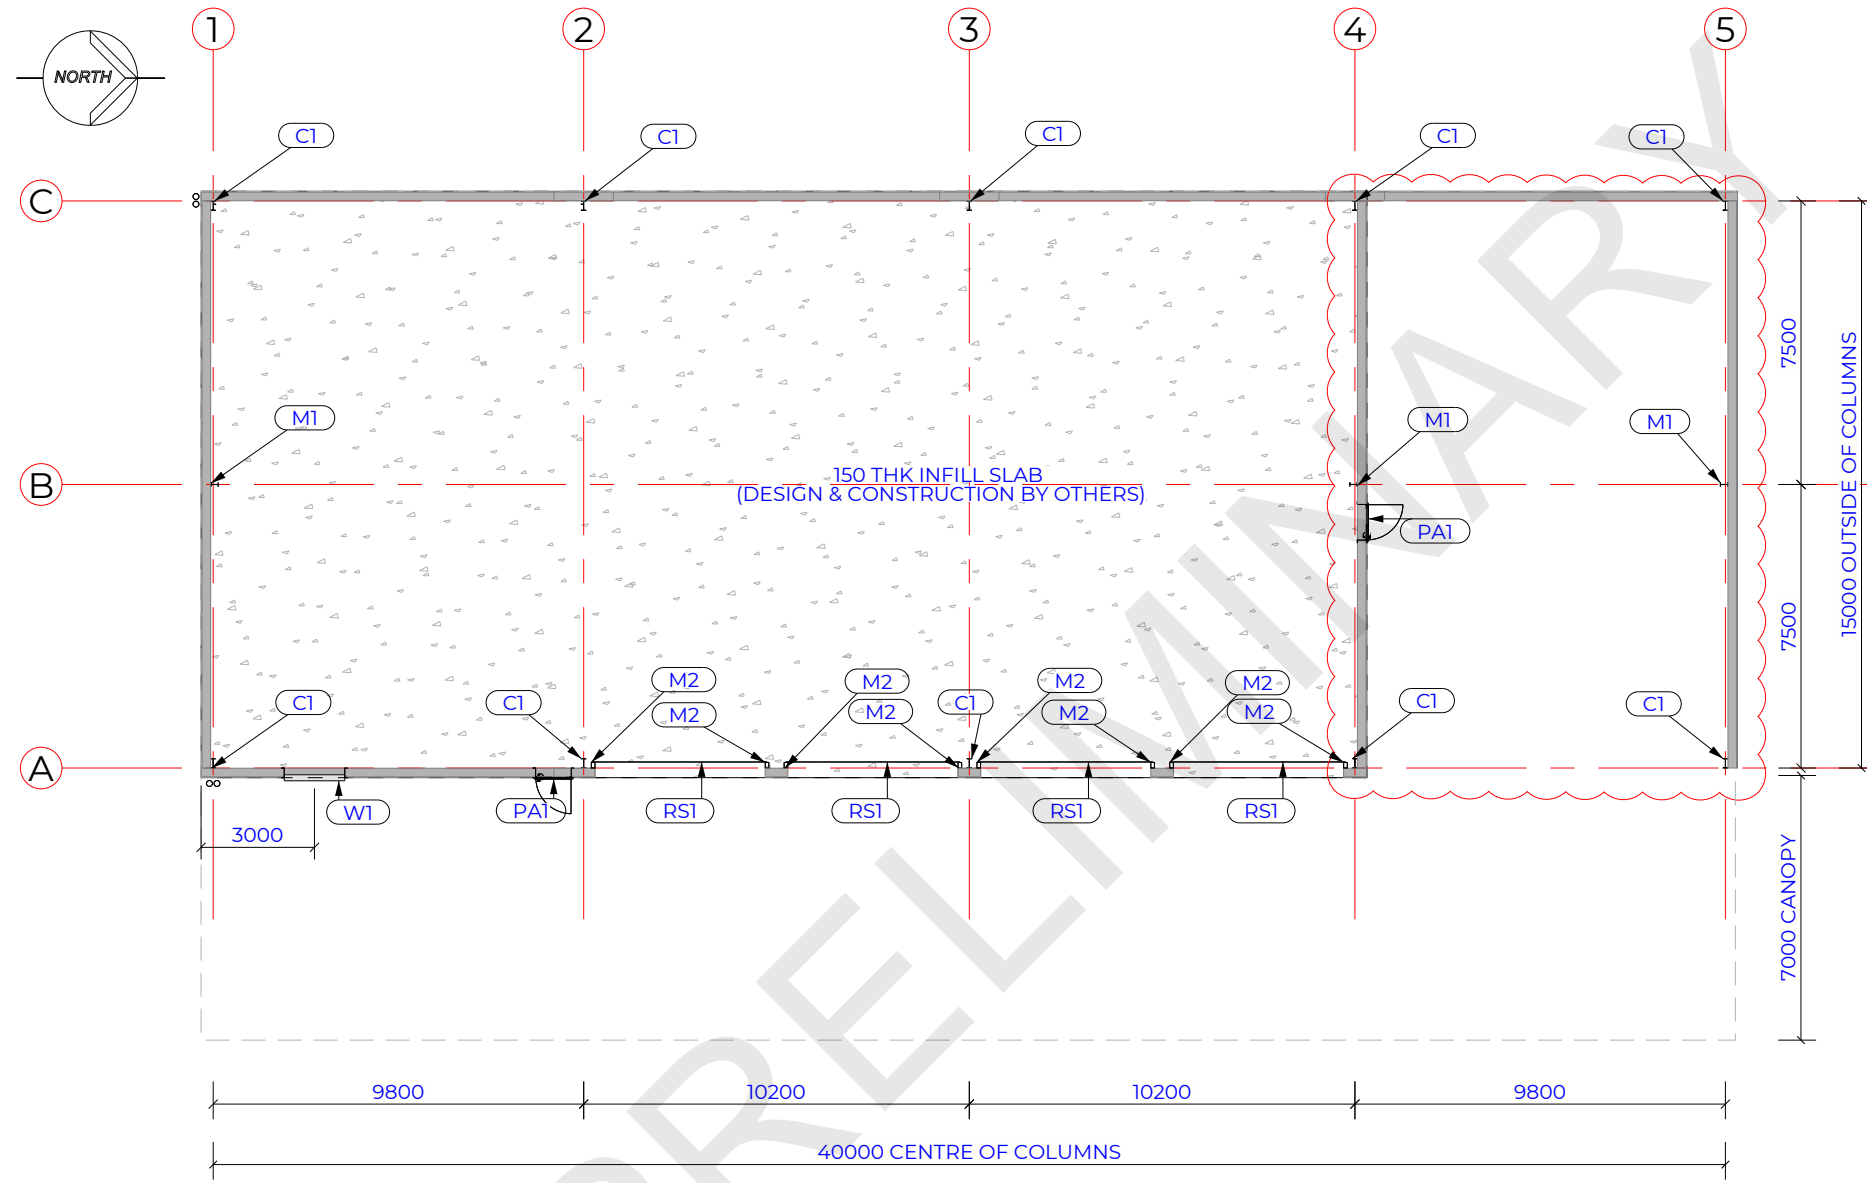 1 2 3 4 5
NORTH
C1 C1 C1 C1 C1
C
7500
15000 OUTSIDE OF COLUMNS
M1 M1 M1
B
150 THK INFILL SLAB
(DESIGN & CONSTRUCTION BY OTHERS)
PA1
7500
M2 M2 M2 M2
C1 C1 M2 M2 C1 M2 M2 C1 C1
A
W1 PA1 RS1 RS1 RS1 RS1
3000
7000 CANOPY
9800 10200 10200 9800
40000 CENTRE OF COLUMNS
PRELIMINARY